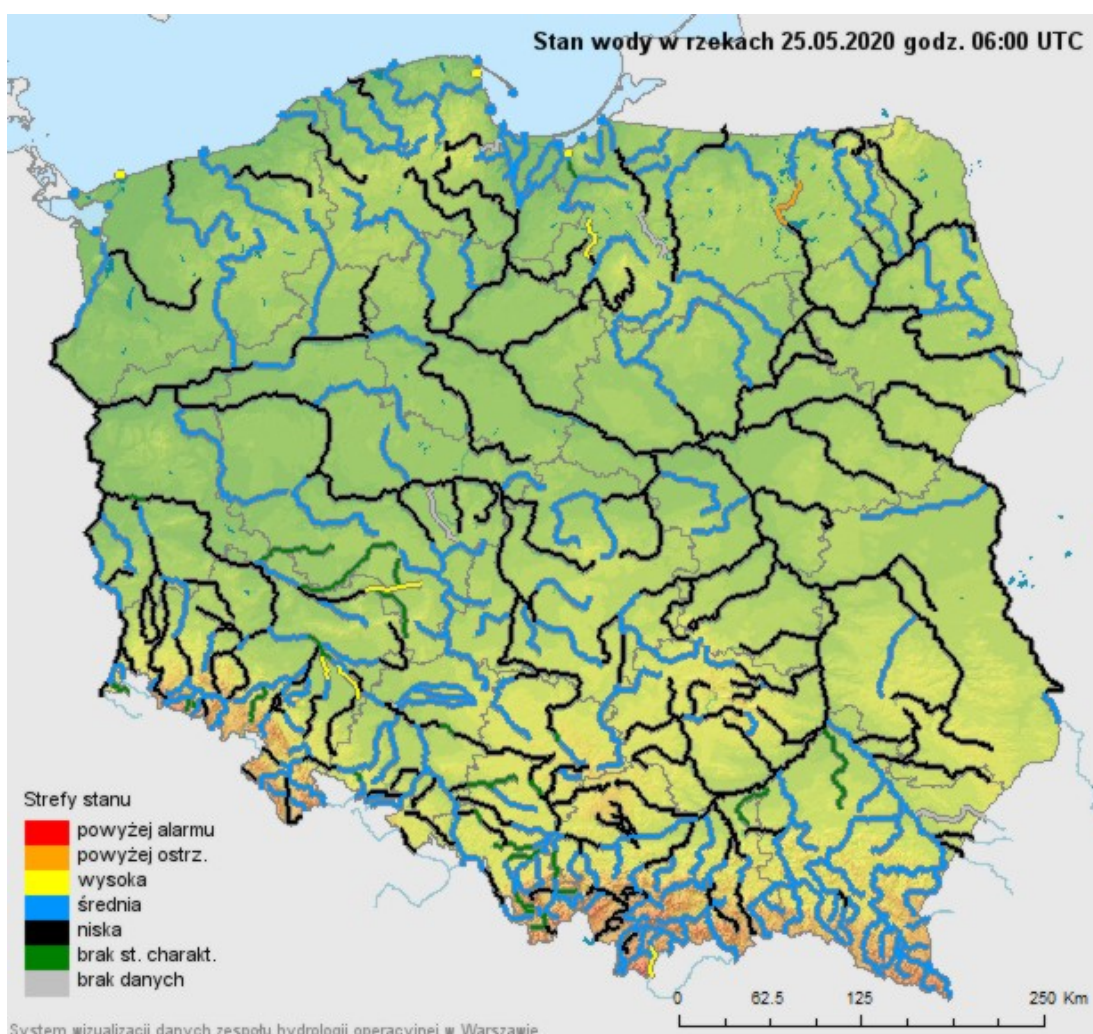 Stan wody w rzekach 25.05.2020 godz. 06:00 UTC
Strefy stanu
powyżej alarmu
powyżej ostrz.
wysoka
średnia
niska
brak st. charakt.
brak danych
0 62.5 125 250 Km
System wizualizacji danych zespołu hydrologii operacyjnej w Warszawie